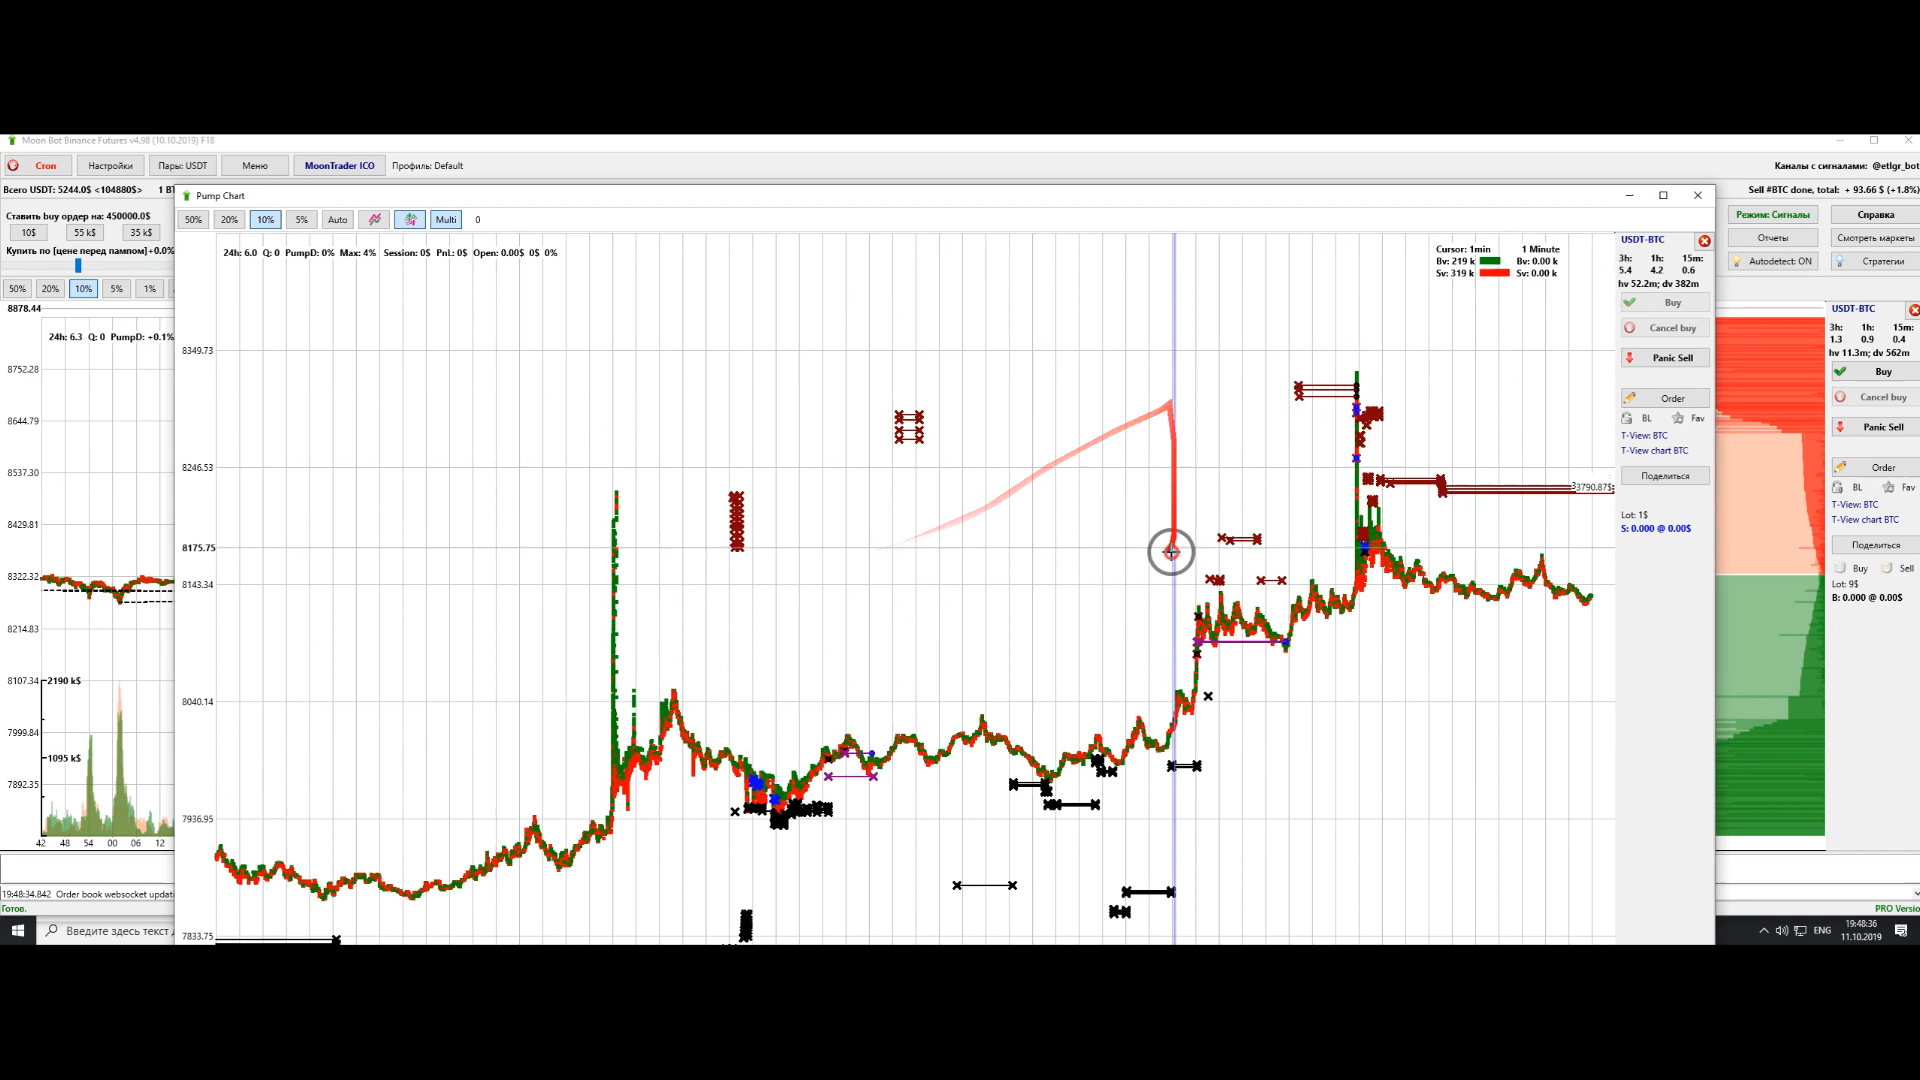 Moon Bot Binance Futures v4.98 (10.10.2019) F18
Стоп
Настройки
Пары: USDT
Меню
MoonTrader ICO
Профиль: Default
Каналы с сигналами: @etlgr_bot
Всего USDT: 5244.0$ <104880$>
Sell #BTC done, total: + 93.66 $ (+1.8%)
Ставить buy ордер на: 450000.0$
10$
55 k$
35 k$
Купить по [цене перед пампом]+0.0%
50%
20%
10%
5%
1%
8878.44
24h: 6.3 Q: 0 PumpD: +0.1%
8752.28
8644.79
8537.30
8429.81
8322.32
8214.83
8107.34
7999.84
7892.35
2190 k$
1095 k$
42 48 54 00 06 12
19:48:34.842 Order book websocket updati
Готов.
Pump Chart
50%
20%
10%
5%
Auto
Multi
0
24h: 6.0 Q: 0 PumpD: 0% Max: 4% Session: 0$ PnL: 0$ Open: 0.00$ 0$ 0%
Cursor: 1min 1 Minute
Bv: 219 k Bv: 0.00 k
Sv: 319 k Sv: 0.00 k
8349.73
8246.53
8175.75
8143.34
8040.14
7936.95
7833.75
3790.87$
USDT-BTC
3h: 1h: 15m:
5.4 4.2 0.6
hv 52.2m; dv 382m
Buy
Cancel buy
Panic Sell
Order
BL Fav
T-View: BTC
T-View chart BTC
Поделиться
Lot: 1$
S: 0.000 @ 0.00$
Режим: Сигналы
Справка
Отчеты
Смотреть маркеты
Autodetect: ON
Стратегии
USDT-BTC
3h: 1h: 15m:
1.3 0.9 0.4
hv 11.3m; dv 562m
Buy
Cancel buy
Panic Sell
Order
BL Fav
T-View: BTC
T-View chart BTC
Поделиться
Buy Sell
Lot: 9$
B: 0.000 @ 0.00$
PRO Versio
Введите здесь текст
ENG
19:48:36
11.10.2019